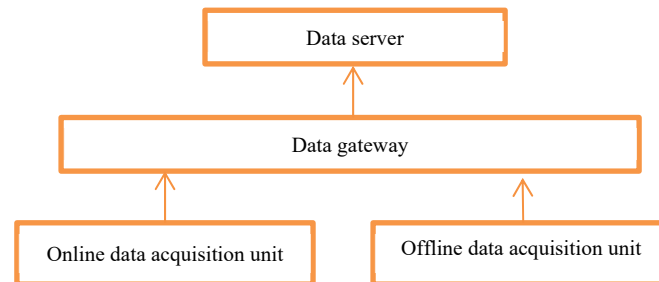 Data server
Data gateway
Online data acquisition unit
Offline data acquisition unit